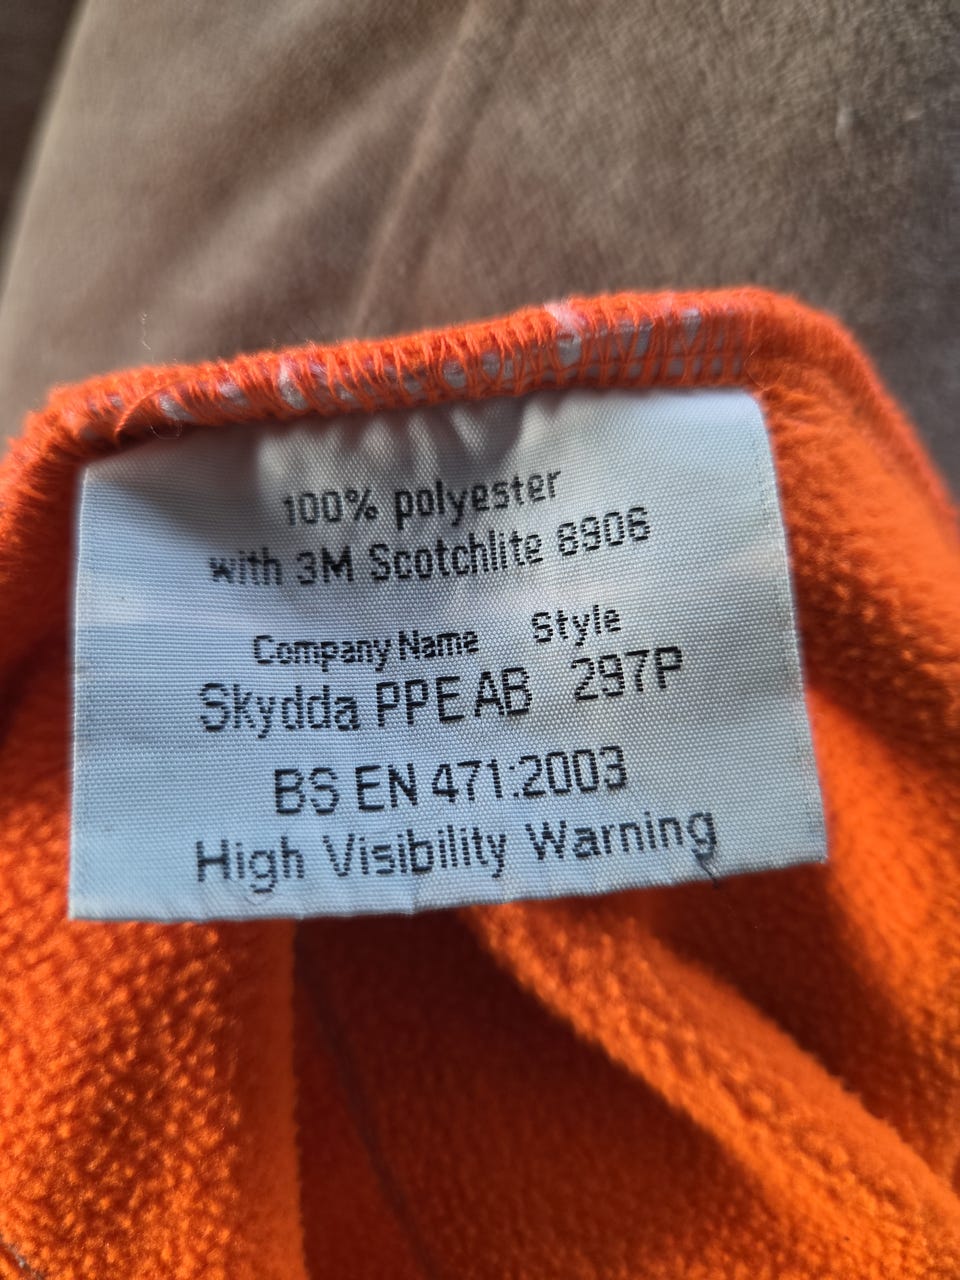 100% polyester
with 3M Scotchlite 8906
Company Name Style
Skydda PPE AB 297P
BS EN 471:2003
High Visibility Warning